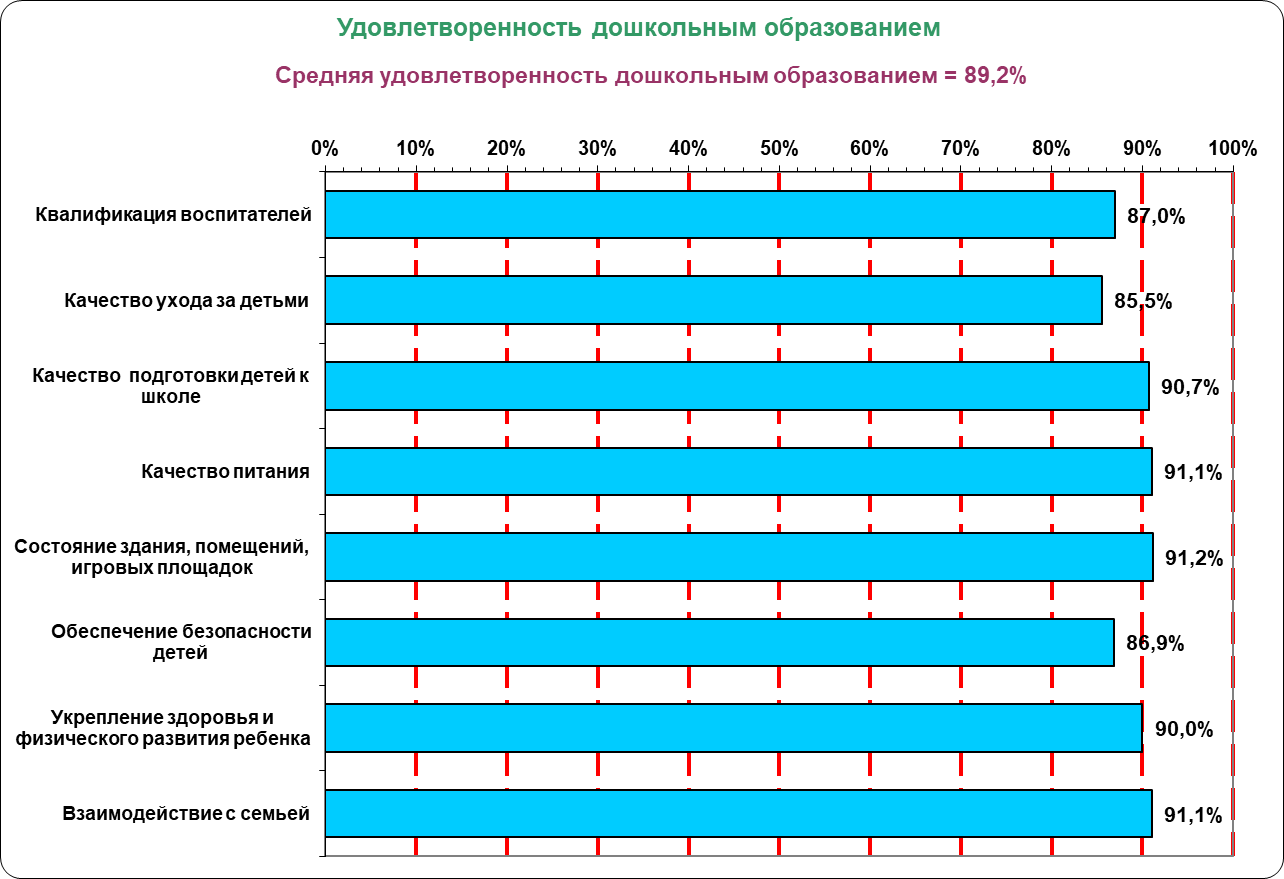 Удовлетворенность дошкольным образованием
Средняя удовлетворенность дошкольным образованием = 89,2%
0% 10% 20% 30% 40% 50% 60% 70% 80% 90% 100%
Квалификация воспитателей 87,0%
Качество ухода за детьми 85,5%
Качество подготовки детей к
школе
90,7%
Качество питания 91,1%
Состояние здания, помещений,
игровых площадок
91,2%
Обеспечение безопасности
детей
86,9%
Укрепление здоровья и
физического развития ребенка
90,0%
Взаимодействие с семьей 91,1%